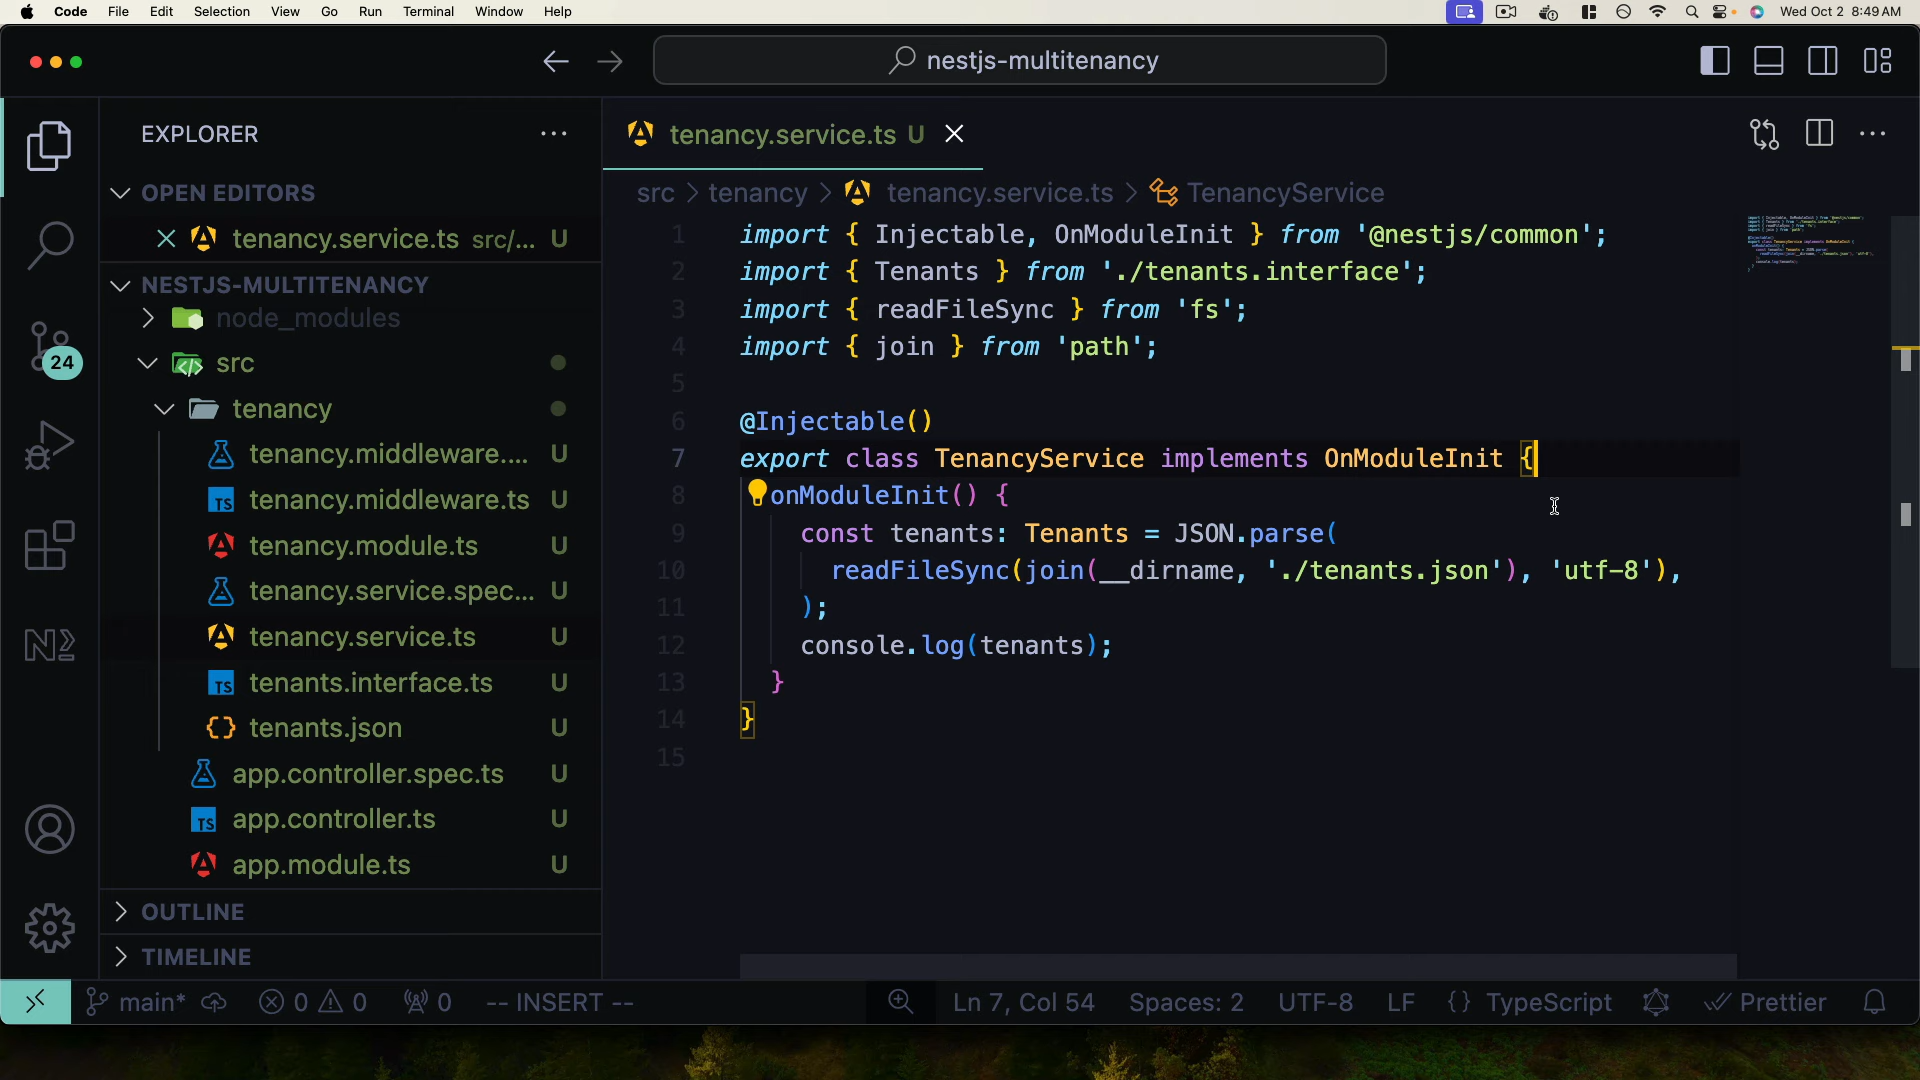 Code File Edit Selection View Go Run Terminal Window Help Wed Oct 2 8:49 AM
nestjs-multitenancy
EXPLORER
OPEN EDITORS
tenancy.service.ts src/... U
NESTJS-MULTITENANCY
node_modules
src
tenancy
tenancy.middleware.... U
tenancy.middleware.ts U
tenancy.module.ts U
tenancy.service.spec... U
tenancy.service.ts U
tenants.interface.ts U
tenants.json U
app.controller.spec.ts U
app.controller.ts U
app.module.ts U
OUTLINE
TIMELINE
24
tenancy.service.ts U
src > tenancy > tenancy.service.ts > TenancyService
1 import { Injectable, OnModuleInit } from '@nestjs/common';
2 import { Tenants } from './tenants.interface';
3 import { readFileSync } from 'fs';
4 import { join } from 'path';
5
6 @Injectable()
7 export class TenancyService implements OnModuleInit {
8 onModuleInit() {
9 const tenants: Tenants = JSON.parse(
10 readFileSync(join(__dirname, './tenants.json'), 'utf-8'),
11 );
12 console.log(tenants);
13 }
14 }
15
main* 0 0 0 -- INSERT -- Ln 7, Col 54 Spaces: 2 UTF-8 LF {} TypeScript Prettier